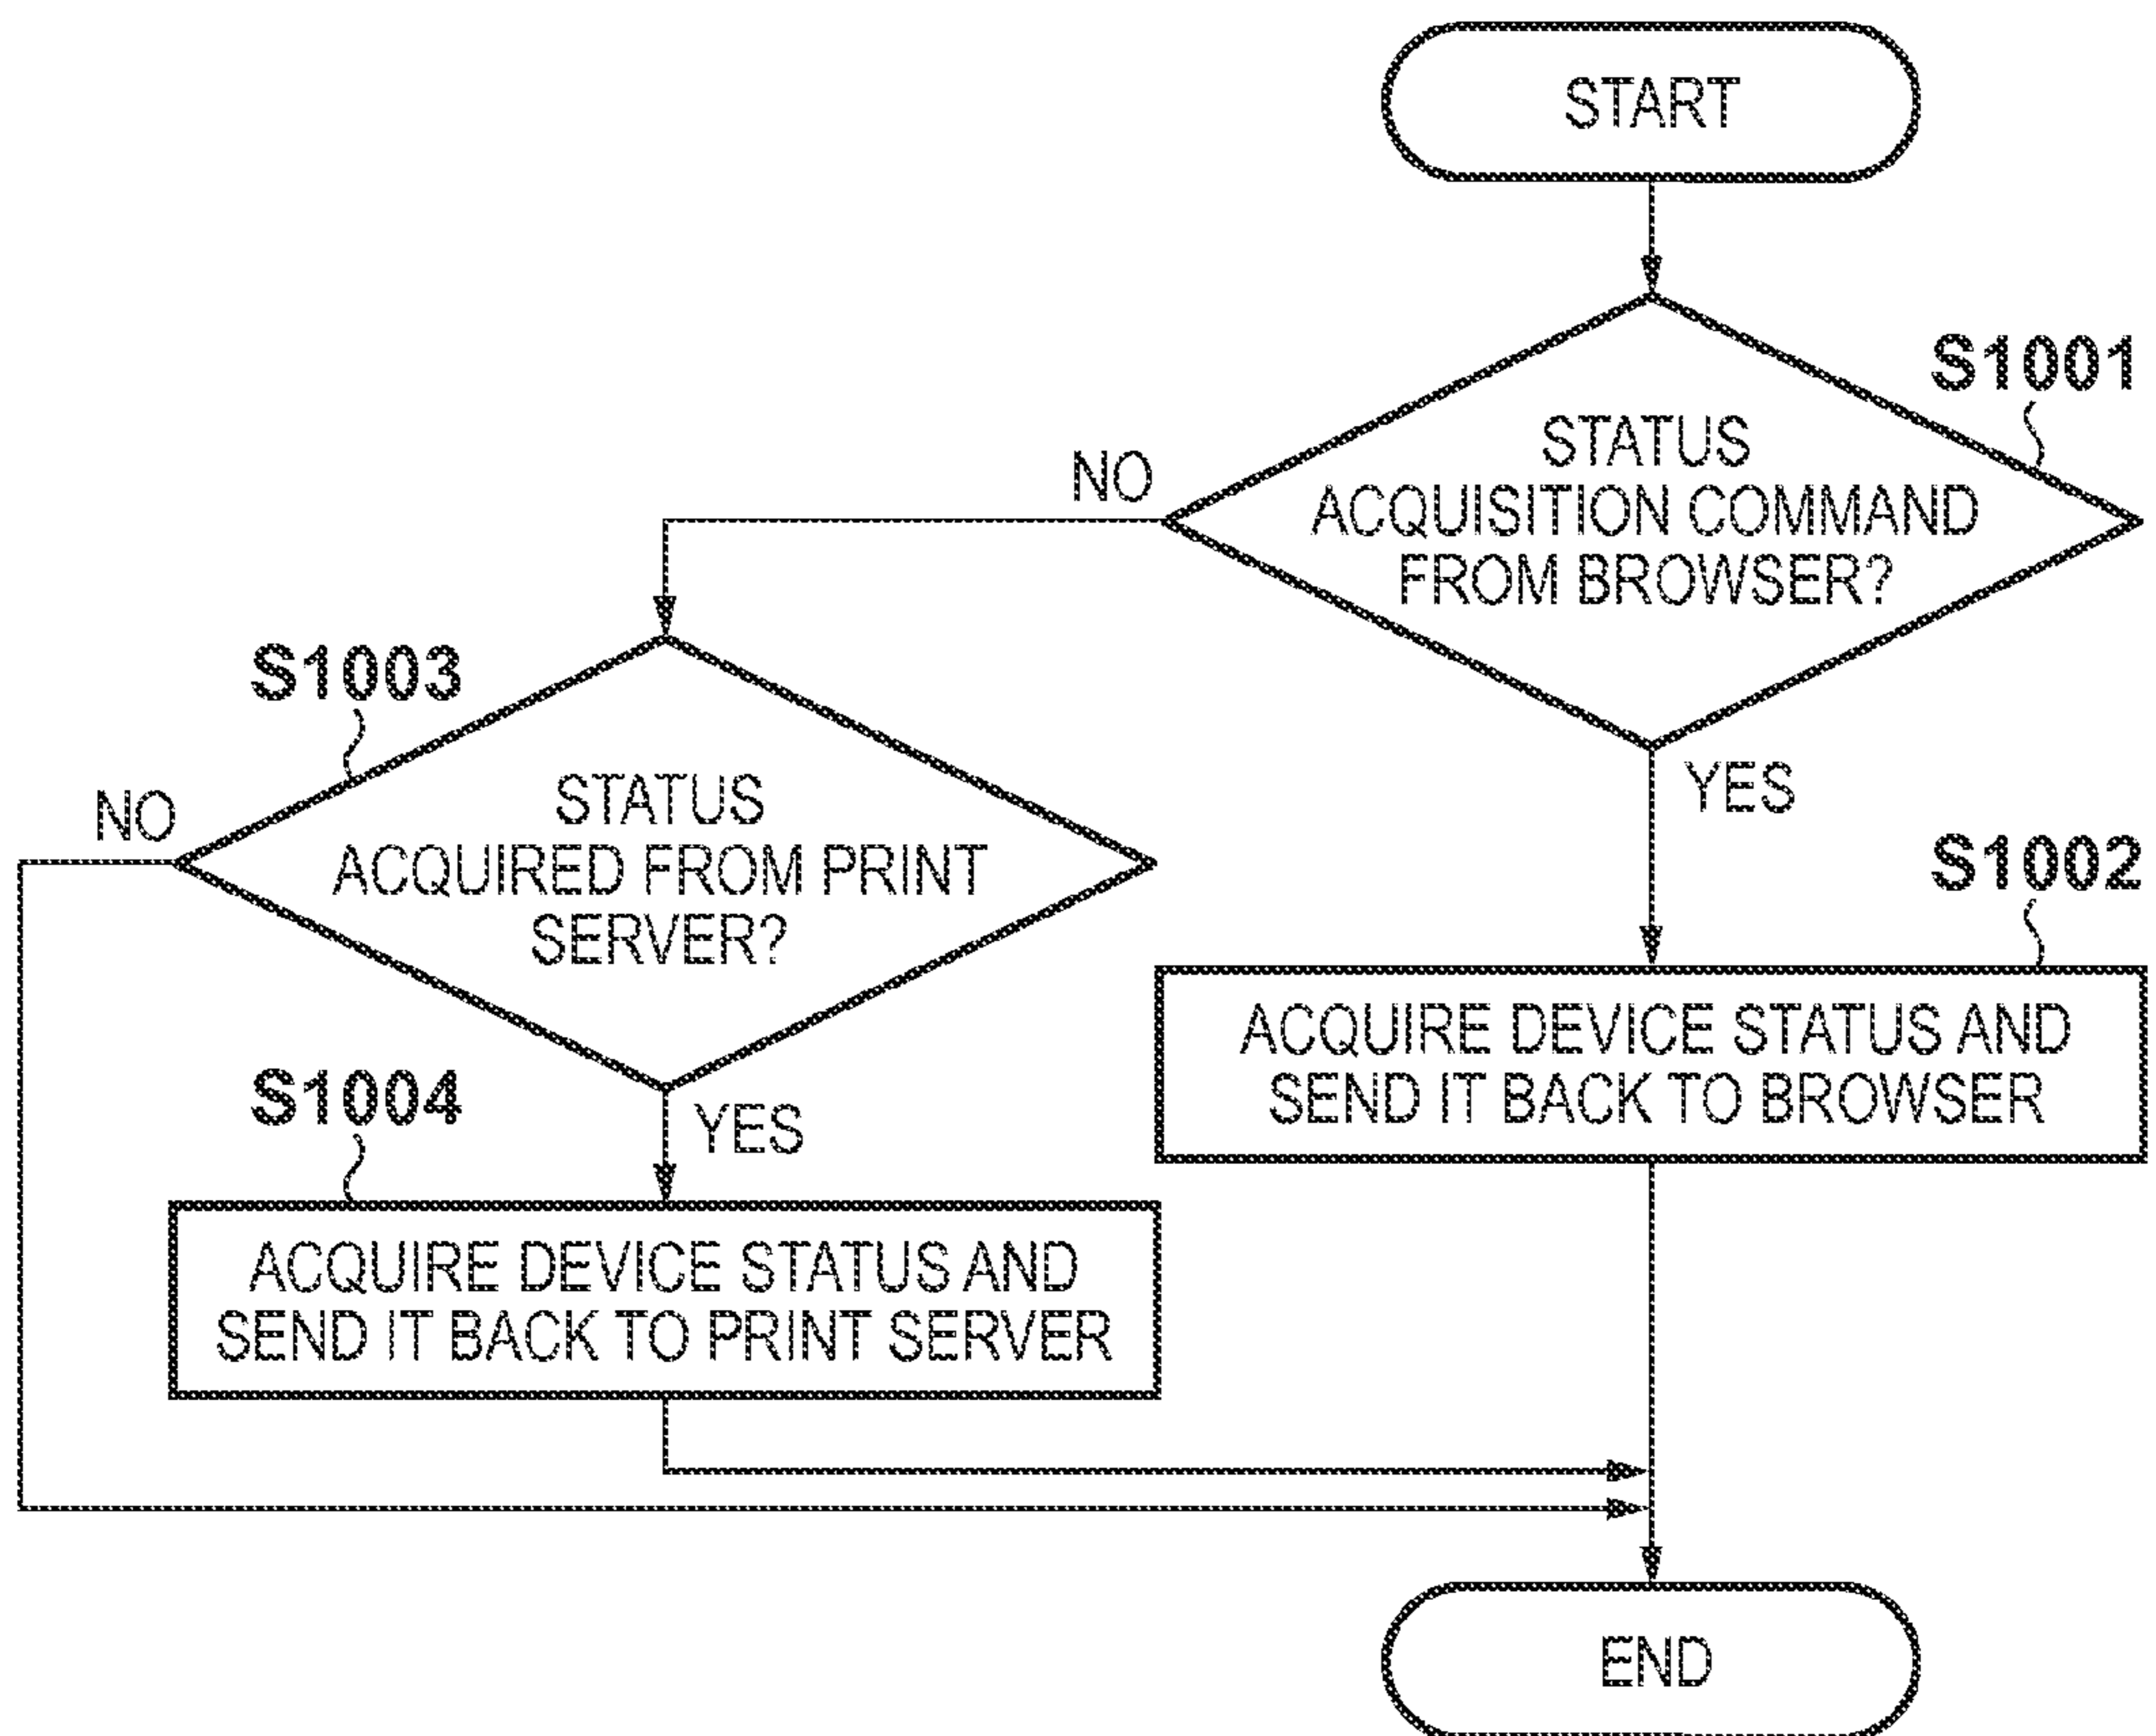 START
S1001
STATUS
ACQUISITION COMMAND
FROM BROWSER?
NO
YES
S1003
STATUS
ACQUIRED FROM PRINT
SERVER?
NO
YES
S1002
ACQUIRE DEVICE STATUS AND
SEND IT BACK TO BROWSER
S1004
ACQUIRE DEVICE STATUS AND
SEND IT BACK TO PRINT SERVER
END